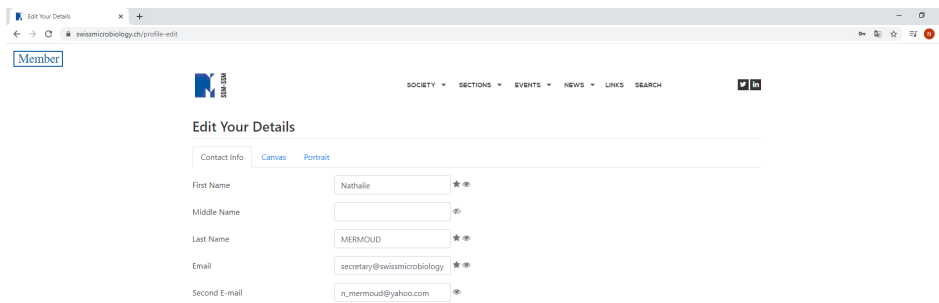 Edit Your Details
swissmicrobiology.ch/profile-edit
N
Member
SGM-SSM
SOCIETY SECTIONS EVENTS NEWS LINKS SEARCH
in
Edit Your Details
Contact Info Canvas Portrait
First Name Nathalie
Middle Name
Last Name MERMOUD
Email secretary@swissmicrobiology
Second E-mail n_mermoud@yahoo.com